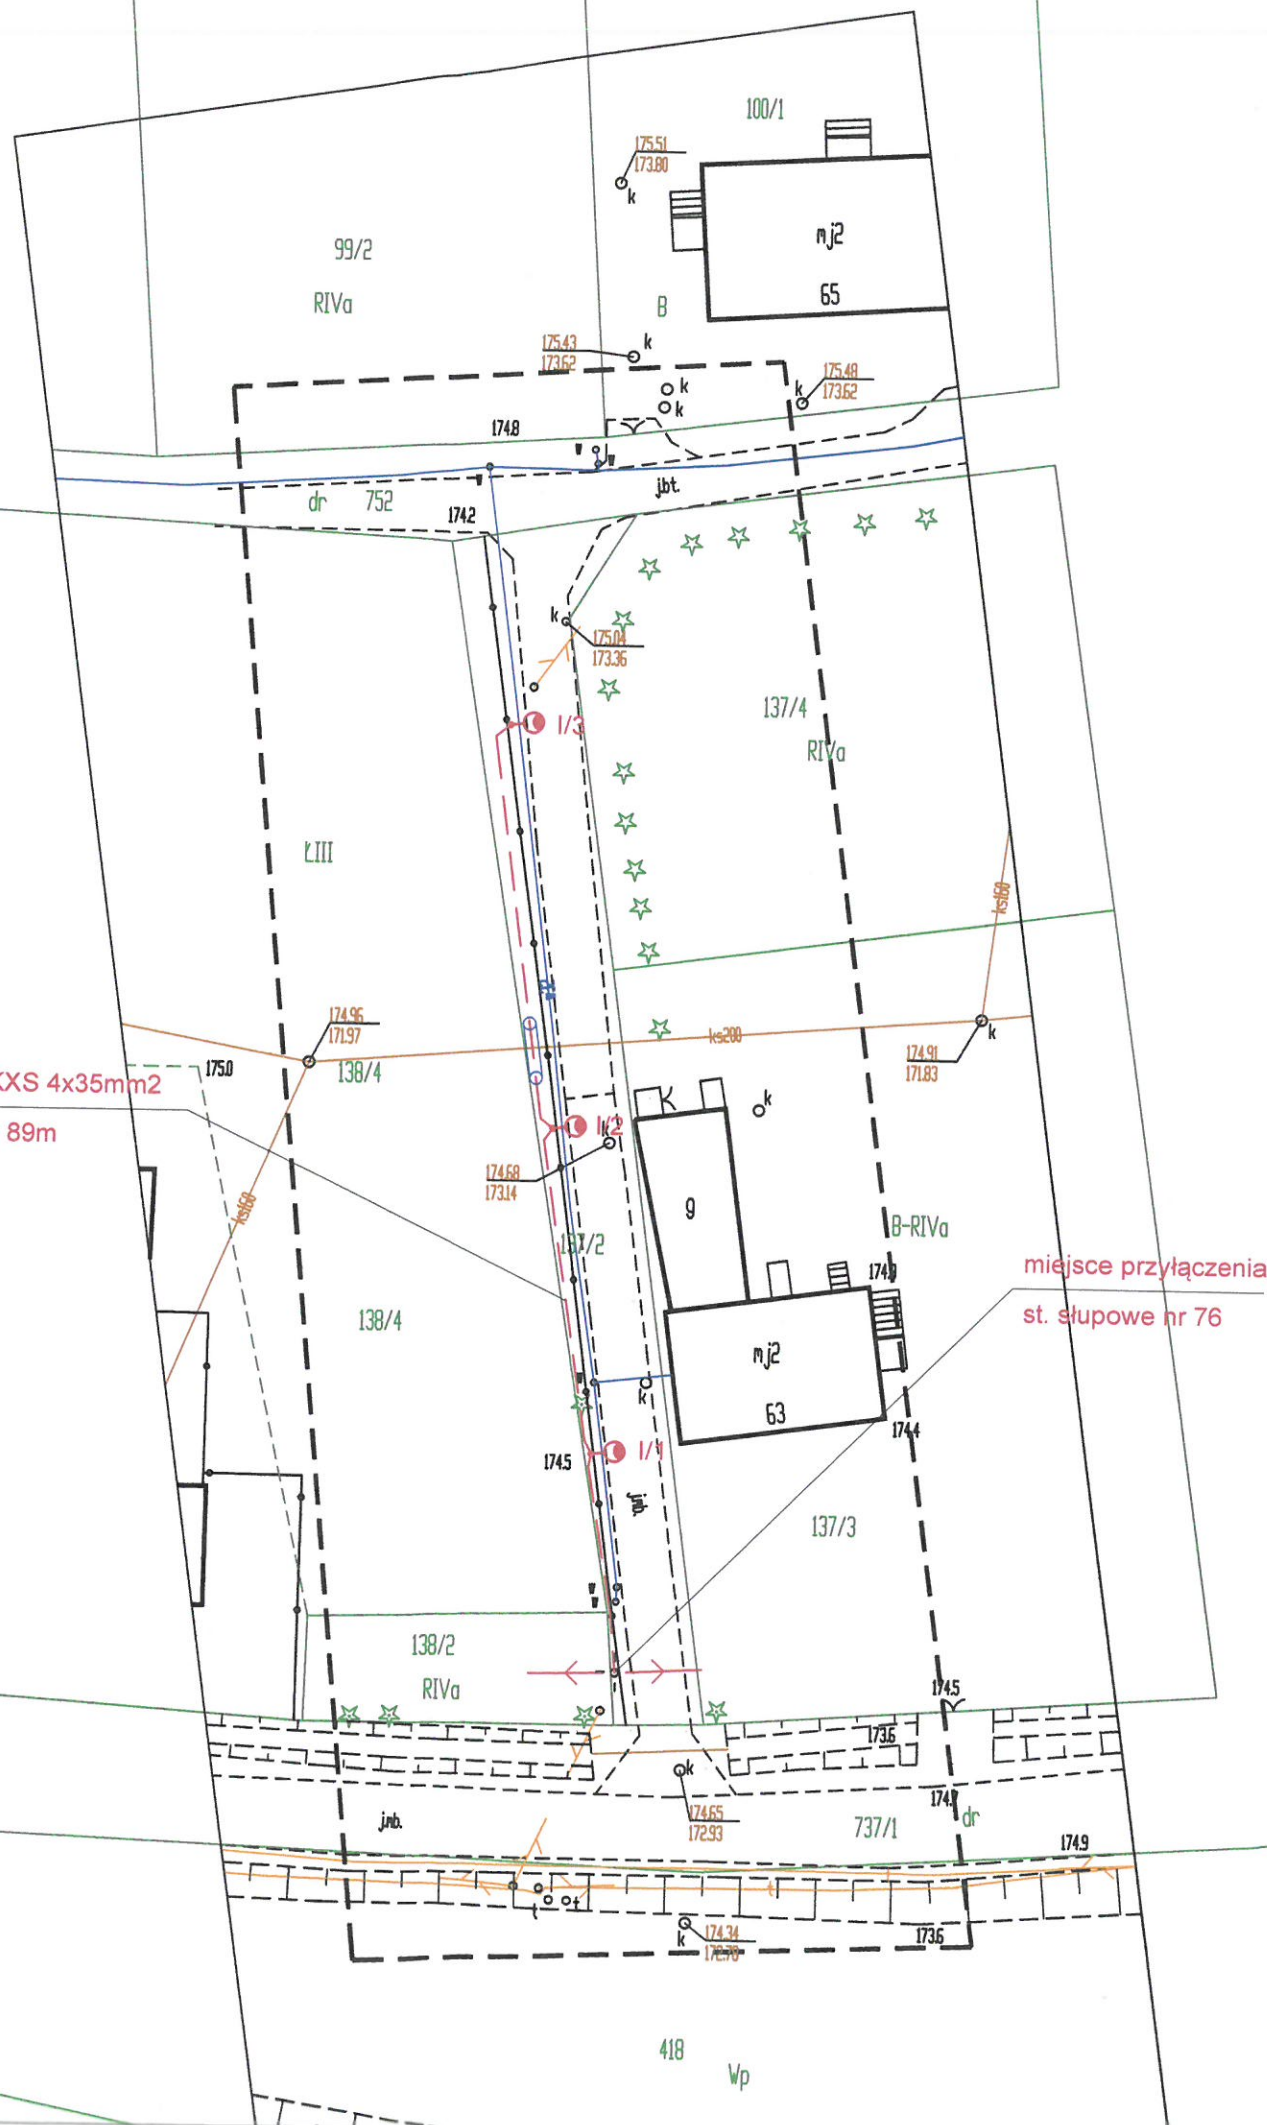 100/1
175.51
173.80
k
99/2
mj2
RIVa
65
B
175.43
173.62
k
175.48
173.62
k
k
k
174.8
jbt.
dr 752
174.2
k
175.04
173.36
137/4
I/3
RIVa
ŁIII
ks160
174.96
171.97
ks200
k
174.91
171.83
175.0
138/4
KXS 4x35mm2
89m
k
I/2
k
174.68
173.14
9
137/2
B-RIVa
miejsce przyłączenia
174.9
st. słupowe nr 76
ks160
138/4
mj2
63
k
174.4
I/1
174.5
jnb.
137/3
138/2
RIVa
174.5
173.6
k
174.65
172.93
jnb.
737/1
dr
174.9
t
t
t
174.34
173.6
k
418
Wp